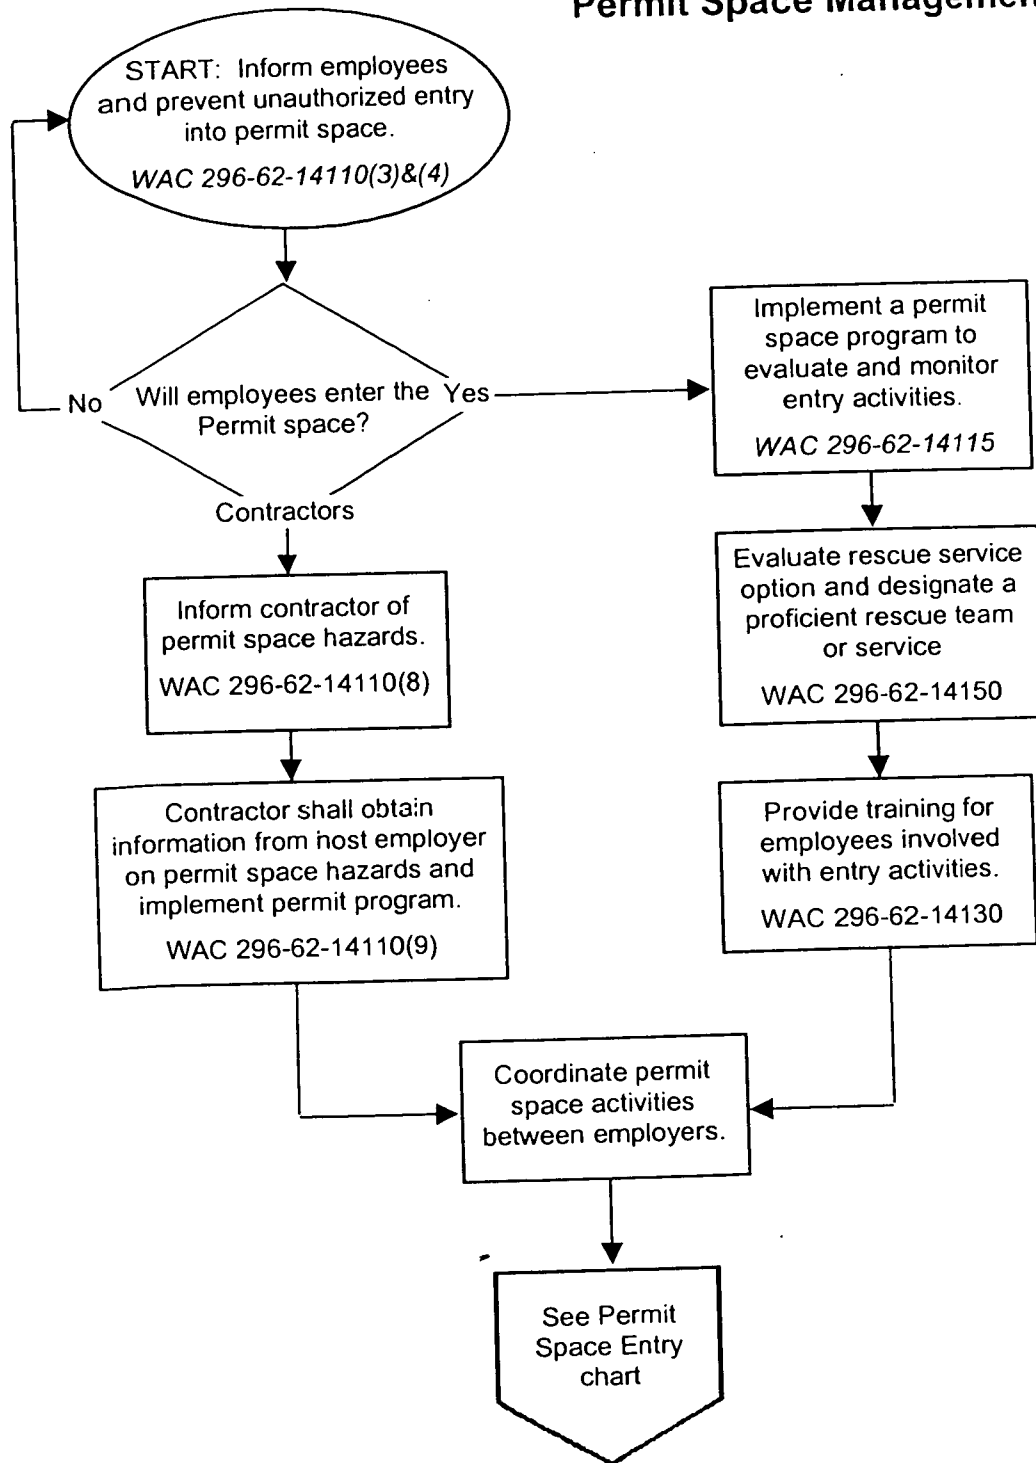 Permit Space Management
START: Inform employees
and prevent unauthorized entry
into permit space.
WAC 296-62-14110(3)&(4)
No
Will employees enter the
Permit space?
Yes
Contractors
Inform contractor of
permit space hazards.
WAC 296-62-14110(8)
Contractor shall obtain
information from host employer
on permit space hazards and
implement permit program.
WAC 296-62-14110(9)
Implement a permit
space program to
evaluate and monitor
entry activities.
WAC 296-62-14115
Evaluate rescue service
option and designate a
proficient rescue team
or service
WAC 296-62-14150
Provide training for
employees involved
with entry activities.
WAC 296-62-14130
Coordinate permit
space activities
between employers.
See Permit
Space Entry
chart